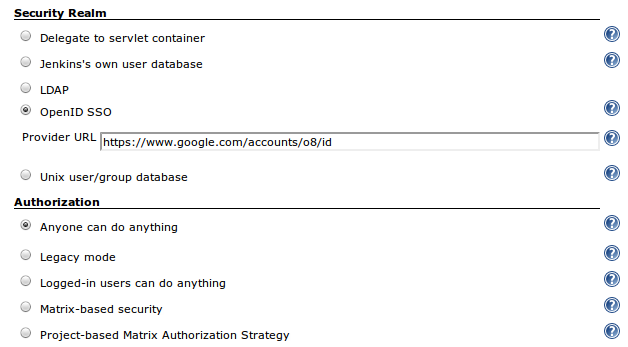 Security Realm
Delegate to servlet container
Jenkins's own user database
LDAP
OpenID SSO
Provider URL https://www.google.com/accounts/o8/id
Unix user/group database
Authorization
Anyone can do anything
Legacy mode
Logged-in users can do anything
Matrix-based security
Project-based Matrix Authorization Strategy